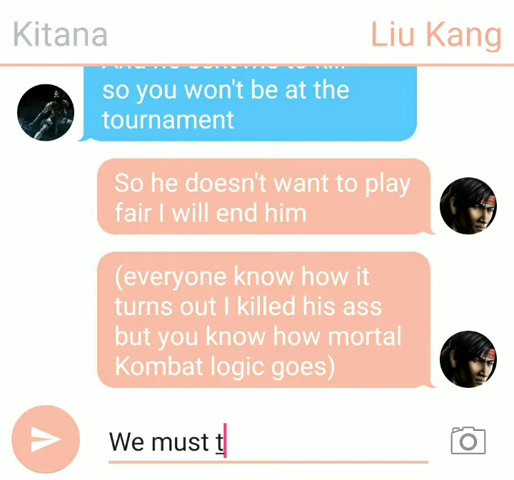 Kitana
Liu Kang
so you won't be at the
tournament
So he doesn't want to play
fair I will end him
(everyone know how it
turns out I killed his ass
but you know how mortal
Kombat logic goes)
We must t